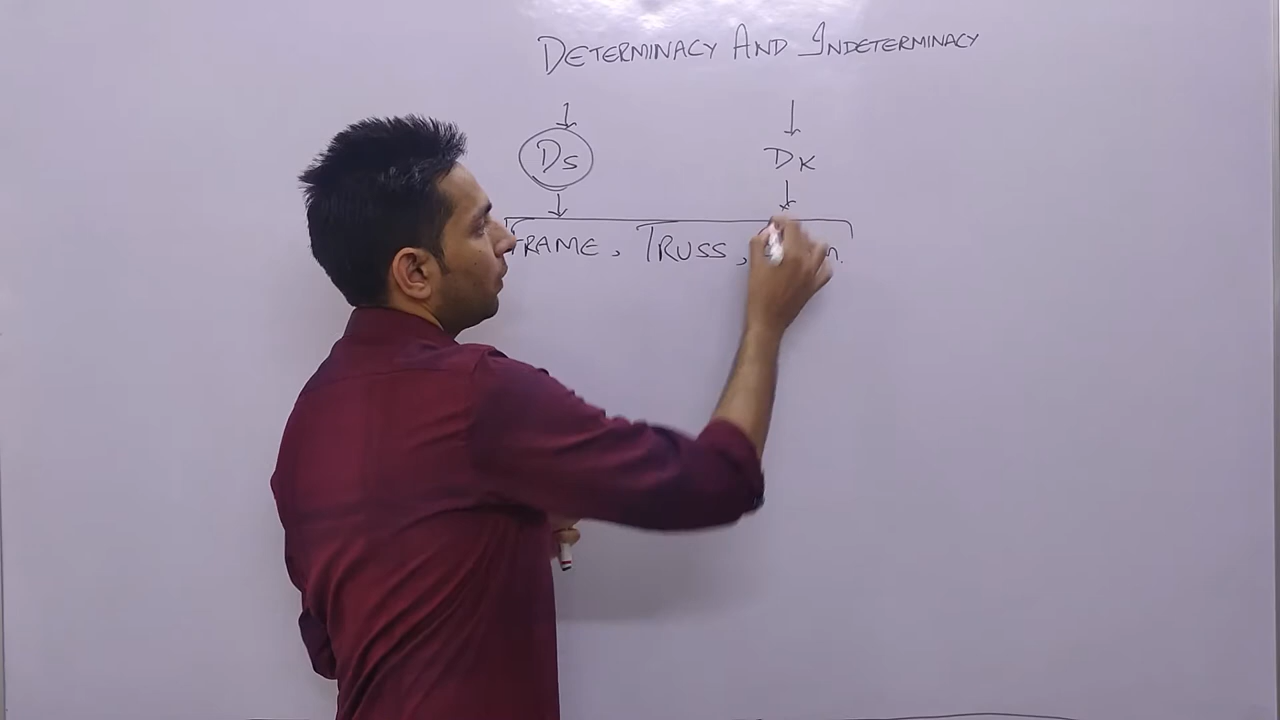 DETERMINACY AND INDETERMINACY
Ds DK
FRAME, TRUSS,